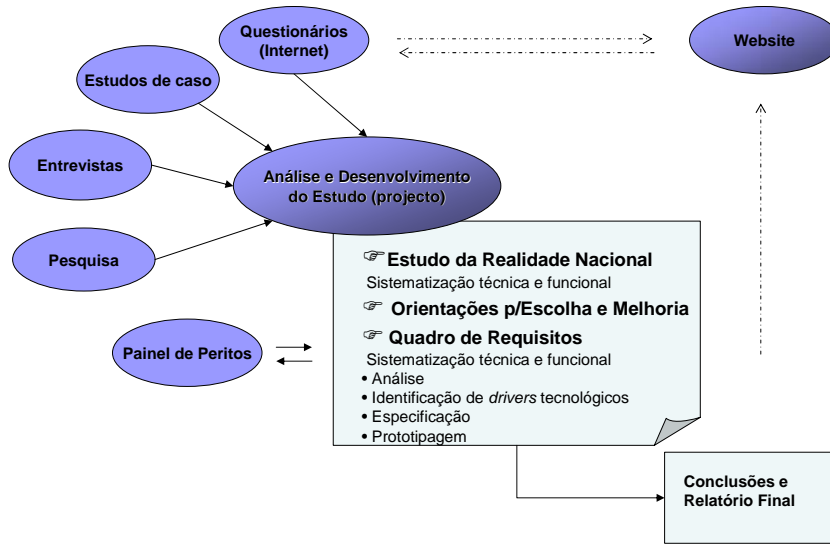 Questionários
(Internet)
Website
Estudos de caso
Entrevistas
Análise e Desenvolvimento
do Estudo (projecto)
Pesquisa
Estudo da Realidade Nacional
Sistematização técnica e funcional
Orientações p/Escolha e Melhoria
Quadro de Requisitos
Sistematização técnica e funcional
• Análise
• Identificação de drivers tecnológicos
• Especificação
• Prototipagem
Painel de Peritos
Conclusões e
Relatório Final